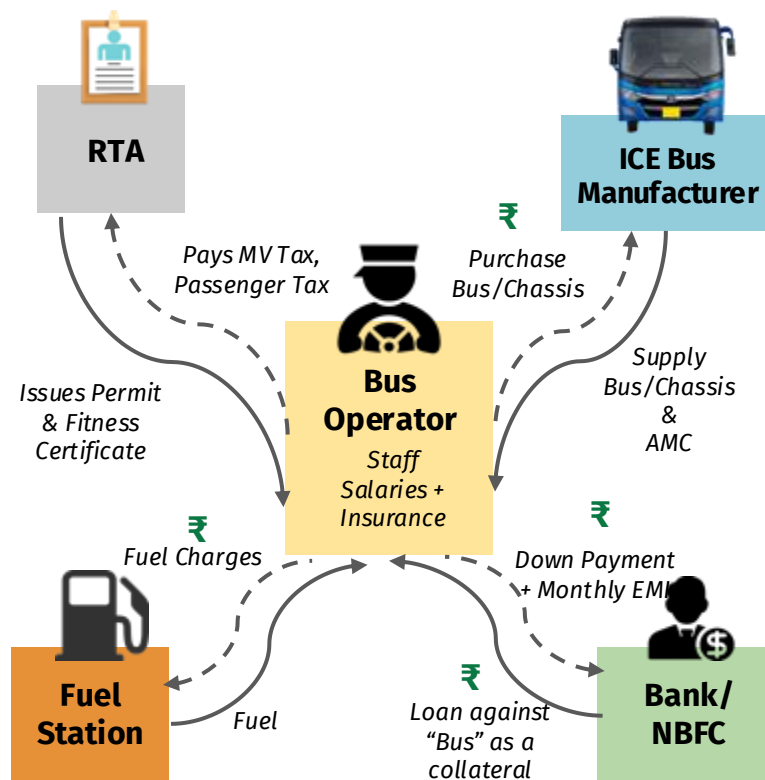 RTA
ICE Bus
Manufacturer
₹
Pays MV Tax,
Passenger Tax
Purchase
Bus/Chassis
Bus
Operator
Staff
Salaries +
Insurance
Issues Permit
& Fitness
Certificate
Supply
Bus/Chassis
&
AMC
₹
Fuel Charges
₹
Down Payment
+ Monthly EMI
Fuel
Station
Fuel
₹
Loan against
“Bus” as a
collateral
Bank/
NBFC
$